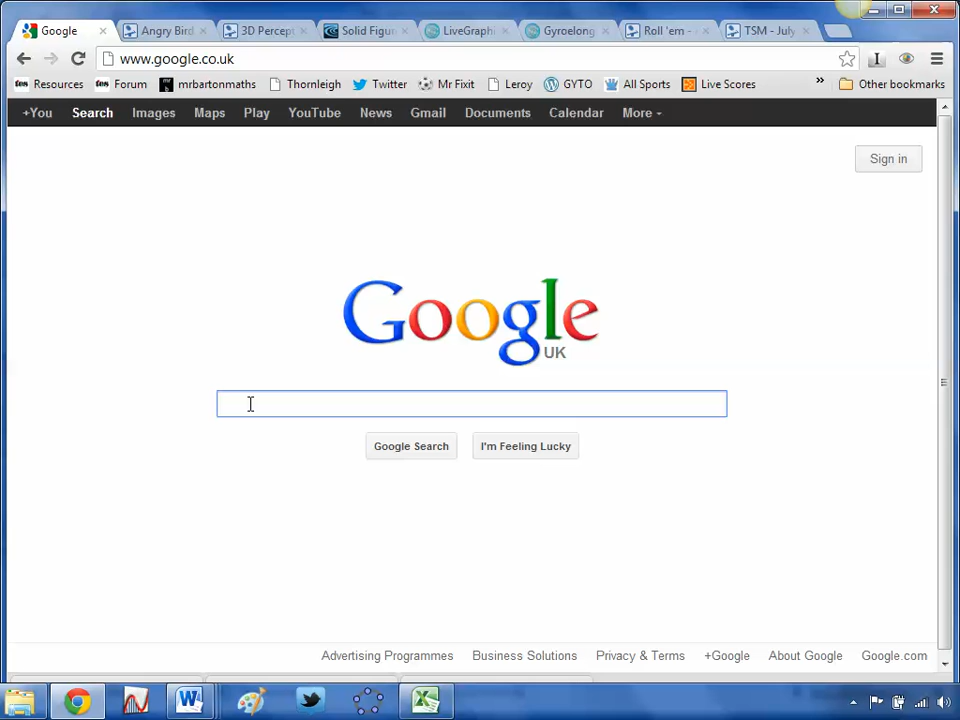 Google
Angry Bird
3D Percept
Solid Figur
LiveGraphi
Gyroelong
Roll 'em -
TSM - July
www.google.co.uk
tes Resources
tes Forum
mrbartonmaths
Thornleigh
Twitter
Mr Fixit
Leroy
GYTO
All Sports
Live Scores
»
Other bookmarks
+You
Search
Images
Maps
Play
YouTube
News
Gmail
Documents
Calendar
More
Sign in
Google
UK
Google Search
I'm Feeling Lucky
Advertising Programmes
Business Solutions
Privacy & Terms
+Google
About Google
Google.com